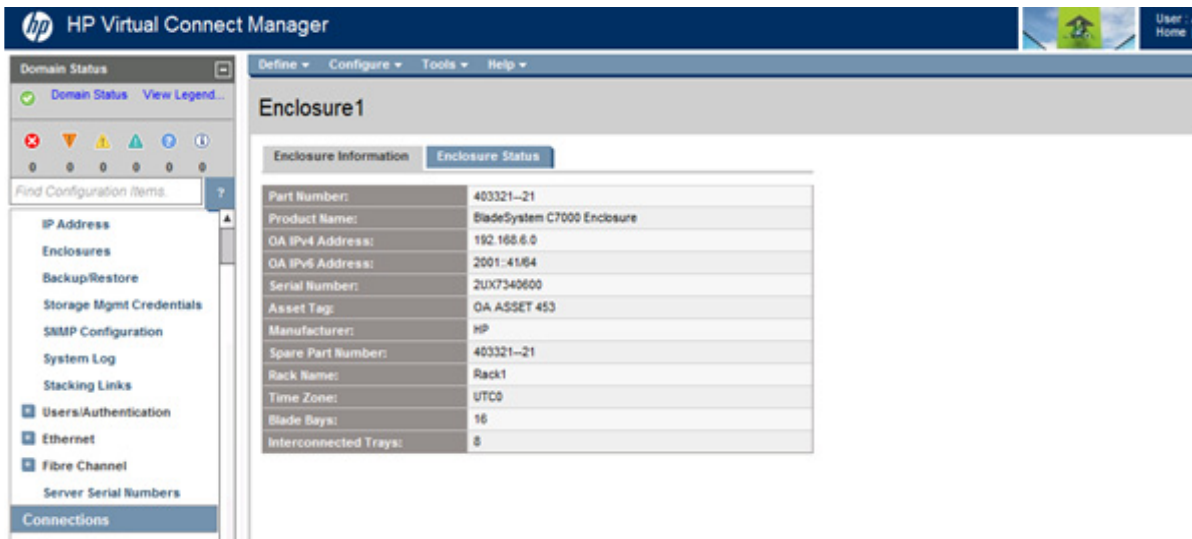 hp HP Virtual Connect Manager
User :
Home
Domain Status
Domain Status View Legend...
0 0 0 0 0 0
Find Configuration Items. ?
IP Address
Enclosures
Backup/Restore
Storage Mgmt Credentials
SNMP Configuration
System Log
Stacking Links
Users/Authentication
Ethernet
Fibre Channel
Server Serial Numbers
Connections
Define Configure Tools Help
Enclosure1
Enclosure Information Enclosure Status
Part Number: 403321--21
Product Name: BladeSystem C7000 Enclosure
OA IPv4 Address: 192.168.6.0
OA IPv6 Address: 2001::41/64
Serial Number: 2UX7340600
Asset Tag: OA ASSET 453
Manufacturer: HP
Spare Part Number: 403321--21
Rack Name: Rack1
Time Zone: UTC0
Blade Bays: 16
Interconnected Trays: 8